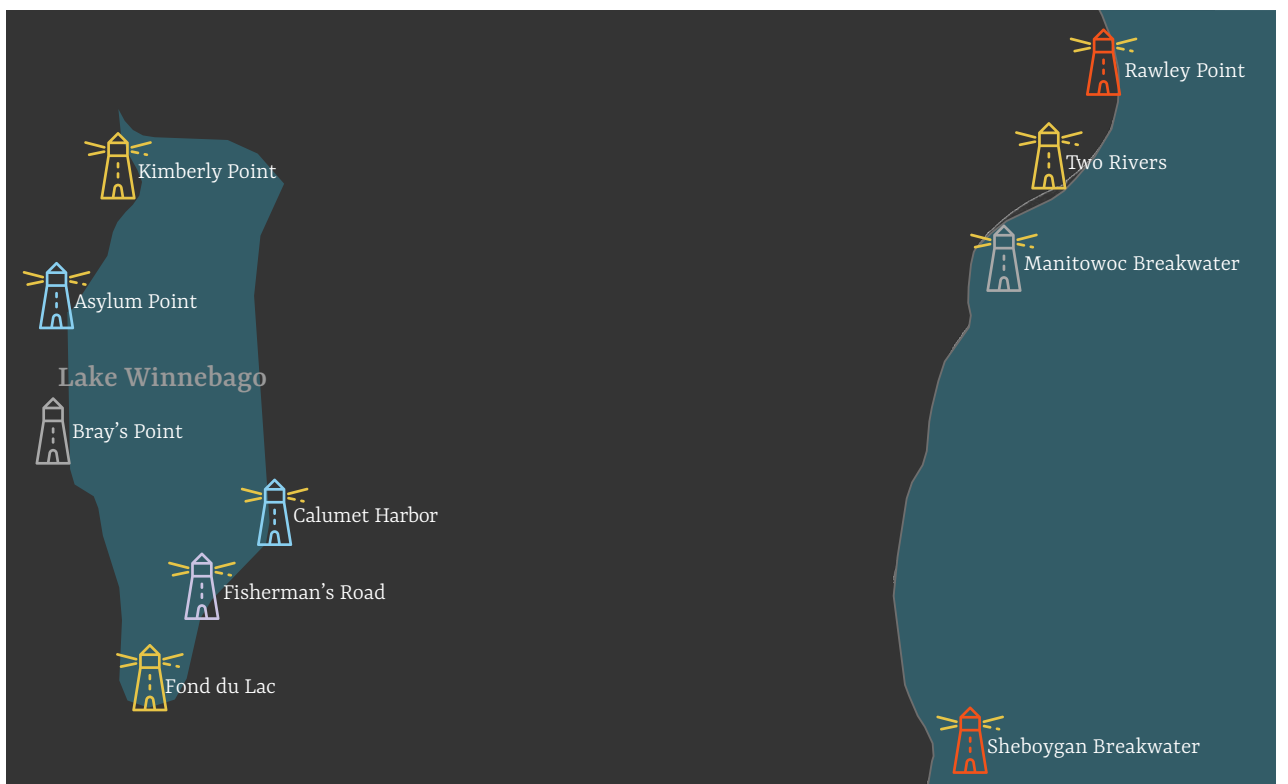 Rawley Point
Kimberly Point
Two Rivers
Manitowoc Breakwater
Asylum Point
Lake Winnebago
Bray’s Point
Calumet Harbor
Fisherman’s Road
Fond du Lac
Sheboygan Breakwater